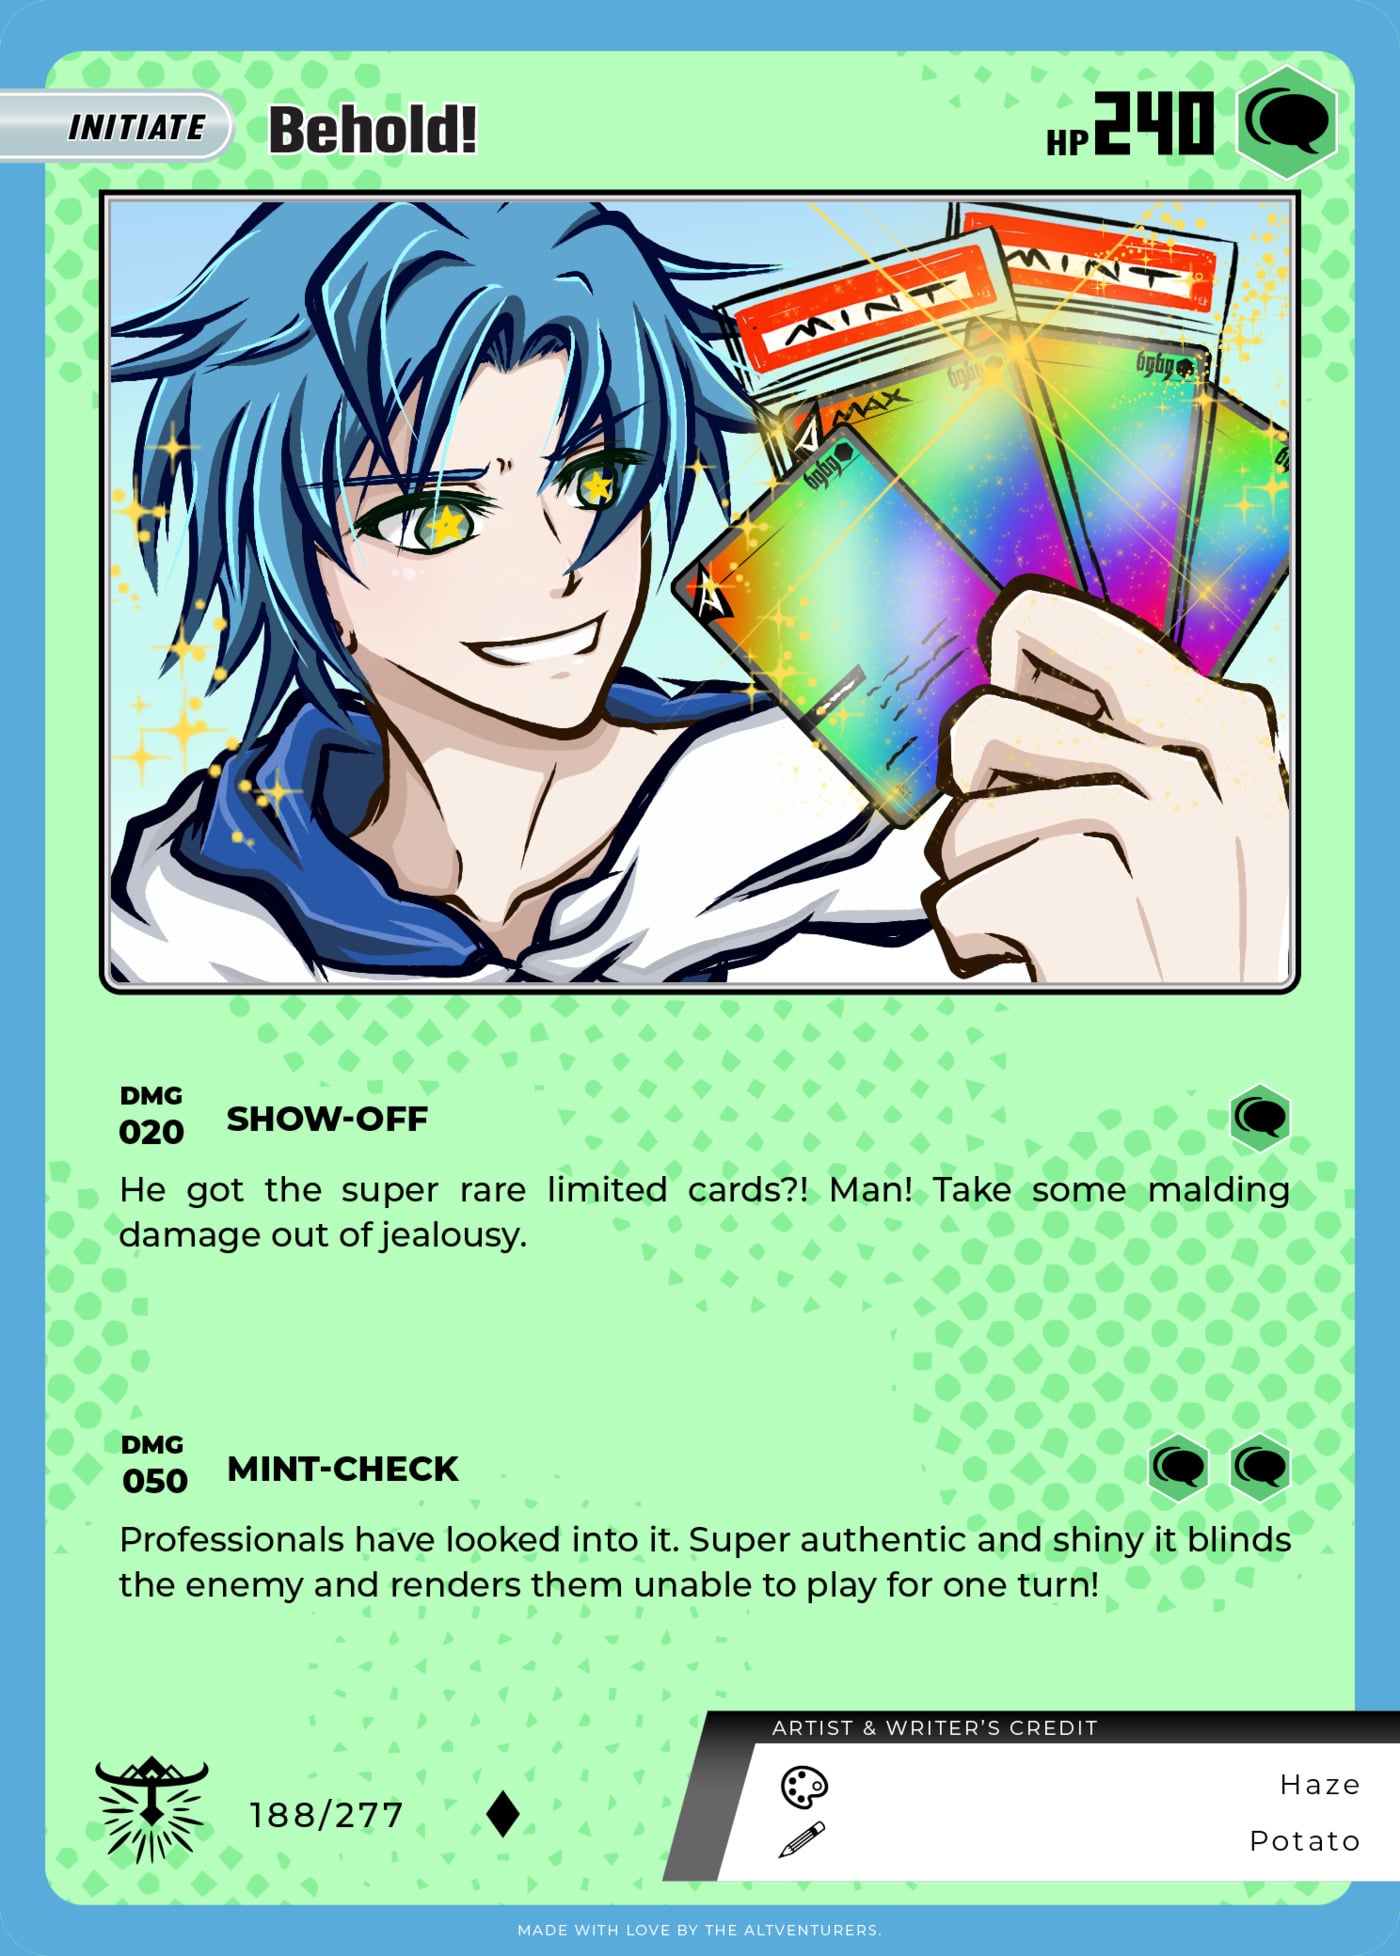 INITIATE Behold! HP 240
MINT MINT
MAX
DMG
020 SHOW-OFF
He got the super rare limited cards?! Man! Take some malding
damage out of jealousy.
DMG
050 MINT-CHECK
Professionals have looked into it. Super authentic and shiny it blinds
the enemy and renders them unable to play for one turn!
ARTIST & WRITER'S CREDIT
Haze
188/277
Potato
MADE WITH LOVE BY THE ALTVENTURERS.